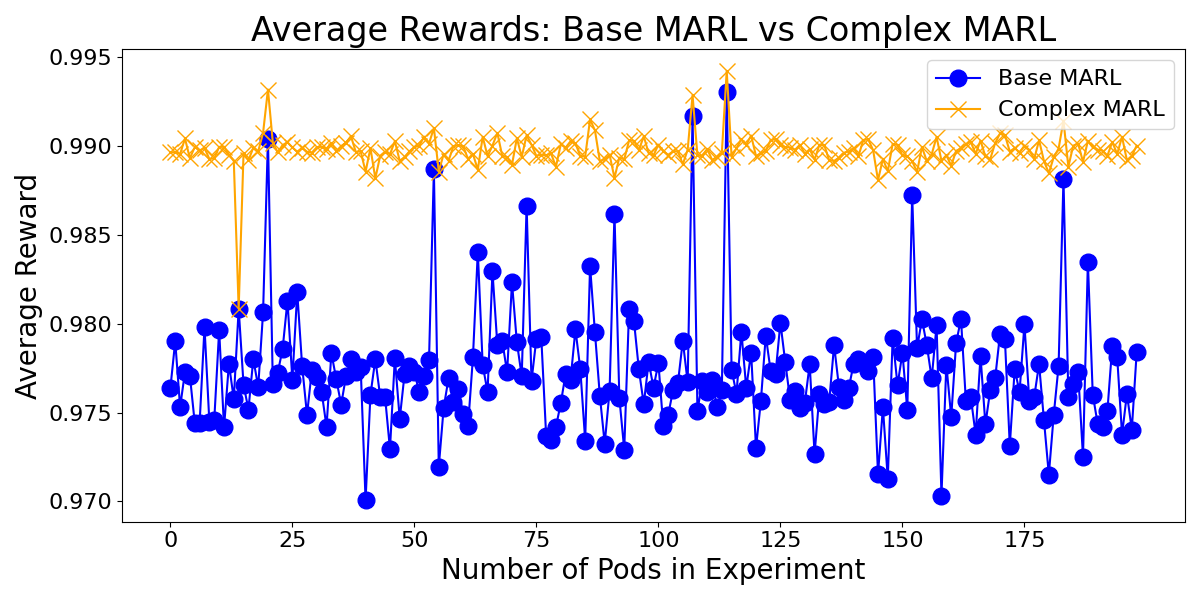 Average Rewards: Base MARL vs Complex MARL
0.995
0.990
0.985
0.980
0.975
0.970
Average Reward
Base MARL
Complex MARL
0
25
50
75
100
125
150
175
Number of Pods in Experiment